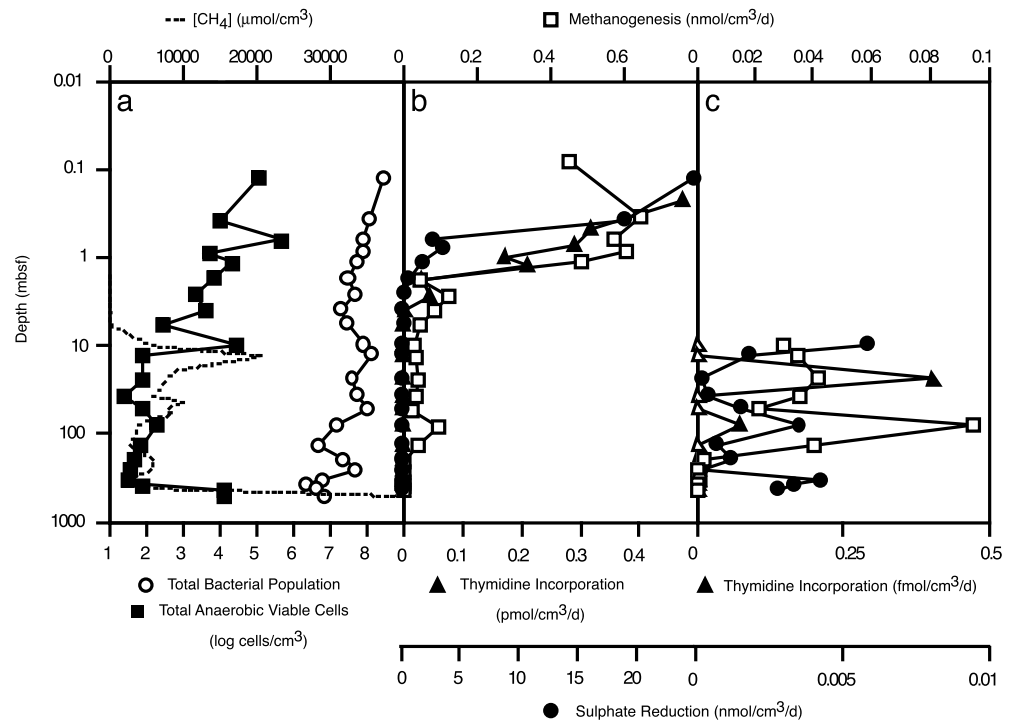 [CH4] (μmol/cm3)
Methanogenesis (nmol/cm3/d)
0 10000 20000 30000 0 0.2 0.4 0.6 0 0.02 0.04 0.06 0.08 0.1
0.01
a b c
0.1
1
10
100
1000
Depth (mbsf)
1 2 3 4 5 6 7 8 0 0.1 0.2 0.3 0.4 0 0.25 0.5
Total Bacterial Population
Total Anaerobic Viable Cells
(log cells/cm3)
Thymidine Incorporation
(pmol/cm3/d)
Thymidine Incorporation (fmol/cm3/d)
0 3 5 10 15 20 0 0.005 0.01
Sulphate Reduction (nmol/cm3/d)